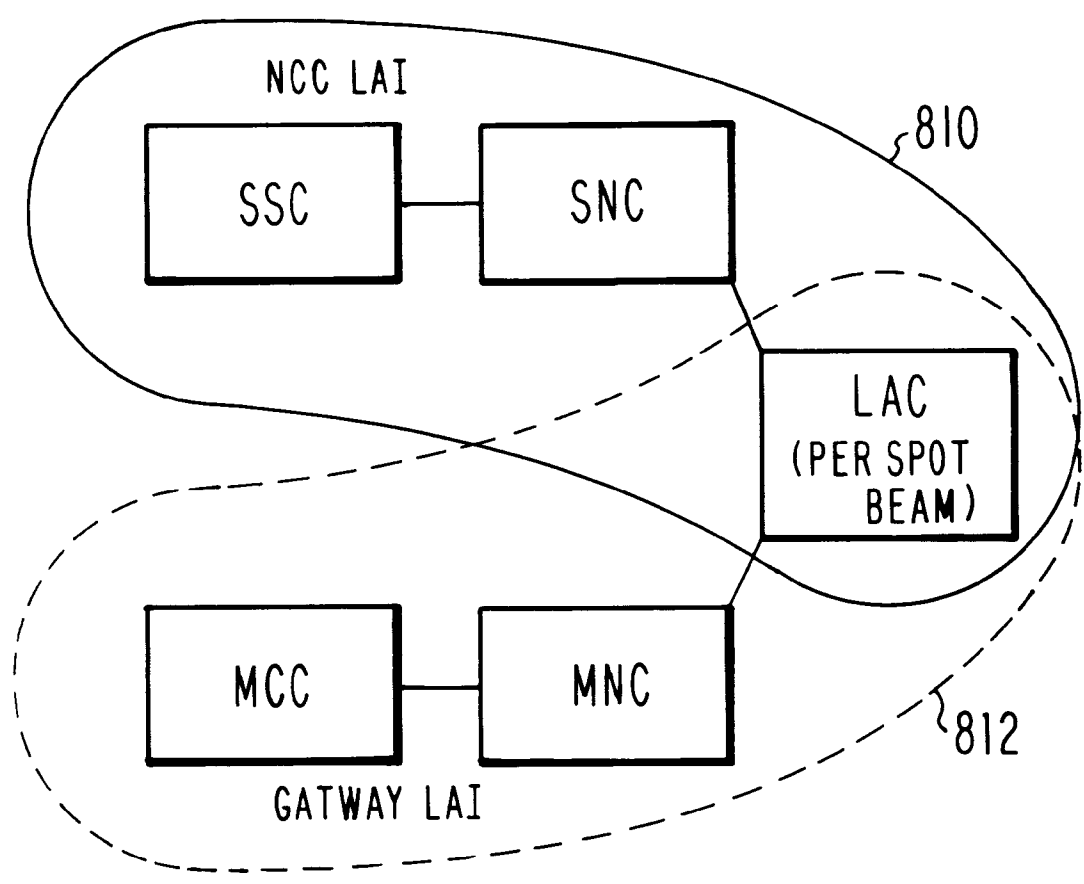 NCC LAI
810
SSC
SNC
LAC
(PER SPOT
BEAM)
MCC
MNC
812
GATWAY LAI